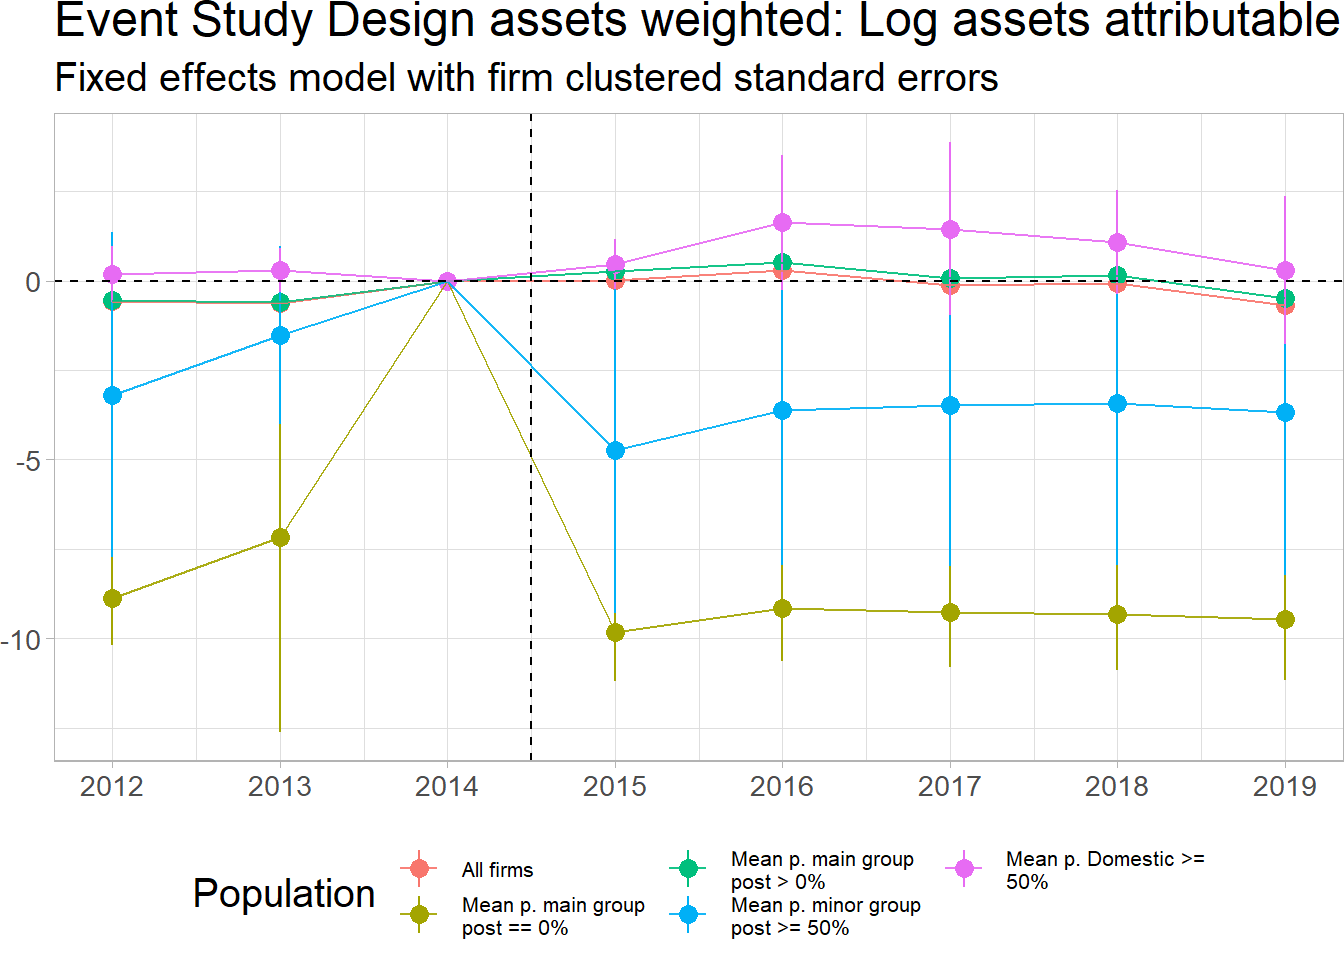 Event Study Design assets weighted: Log assets attributable
Fixed effects model with firm clustered standard errors
0
-5
-10
2012 2013 2014 2015 2016 2017 2018 2019
Population
All firms
Mean p. main group
post == 0%
Mean p. main group
post > 0%
Mean p. minor group
post >= 50%
Mean p. Domestic >=
50%